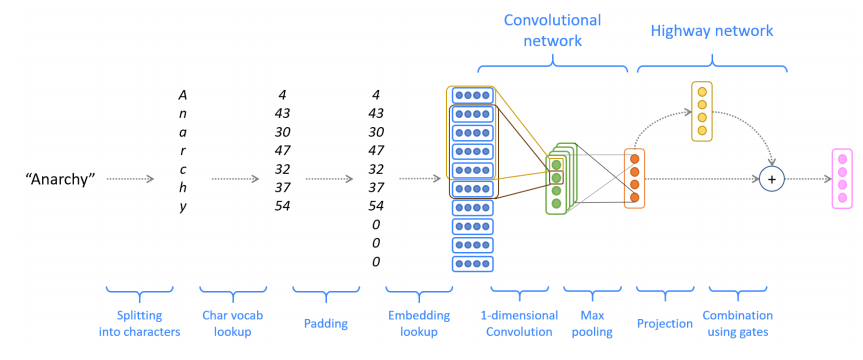 Convolutional
network
Highway network
A 4 4
n 43 43
a 30 30
r 47 47
"Anarchy" c 32 32
h 37 37
y 54 54
0
0
0
+
Splitting
into characters
Char vocab
lookup
Padding
Embedding
lookup
1-dimensional
Convolution
Max
pooling
Projection
Combination
using gates